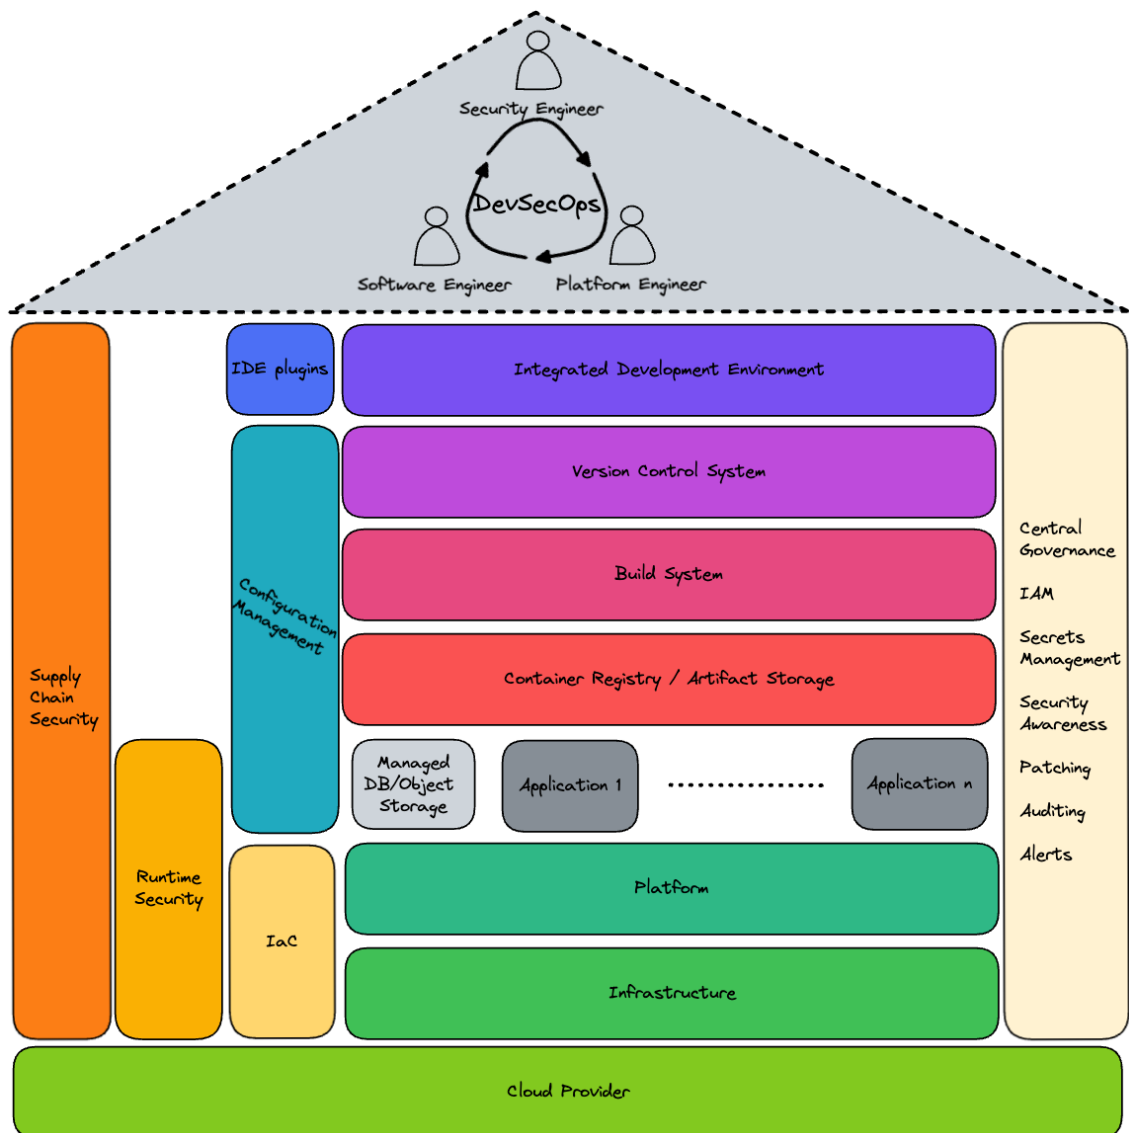 Security Engineer
DevSecOps
Software Engineer
Platform Engineer
IDE plugins
Integrated Development Environment
Version Control System
Configuration
Management
Build System
Container Registry / Artifact Storage
Supply
Chain
Security
Managed
DB/Object
Storage
Application 1
Application n
Runtime
Security
IaC
Platform
Infrastructure
Central
Governance
IAM
Secrets
Management
Security
Awareness
Patching
Auditing
Alerts
Cloud Provider